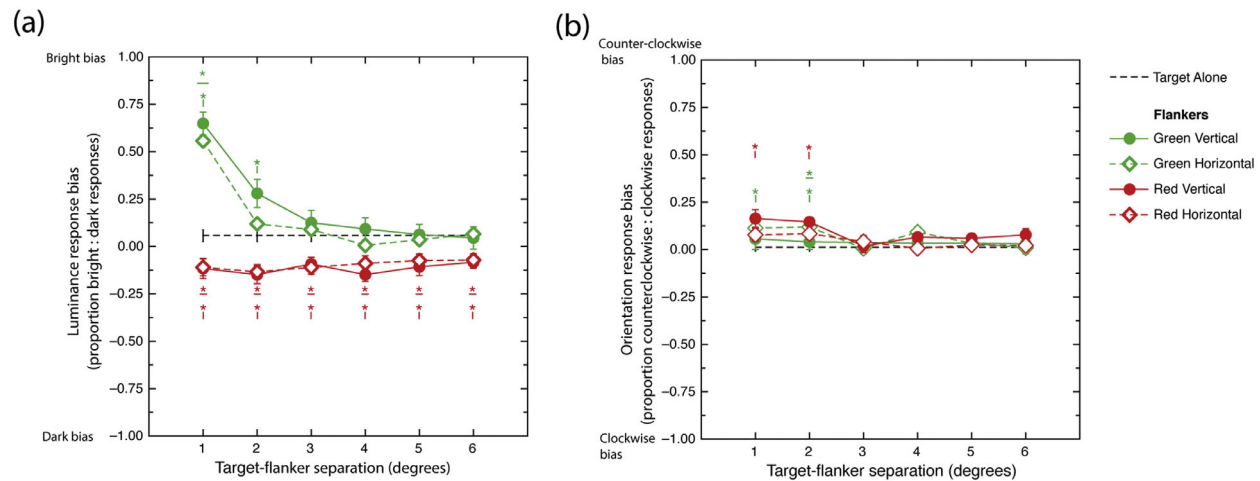 (a)
Bright bias
1.00
0.75
0.50
0.25
0.00
−0.25
−0.50
−0.75
−1.00
Dark bias
Luminance response bias
(proportion bright : dark responses)
1 2 3 4 5 6
Target-flanker separation (degrees)
(b)
Counter-clockwise
bias
1.00
0.75
0.50
0.25
0.00
−0.25
−0.50
−0.75
−1.00
Clockwise
bias
Orientation response bias
(proportion counterclockwise : clockwise responses)
1 2 3 4 5 6
Target-flanker separation (degrees)
Target Alone
Flankers
Green Vertical
Green Horizontal
Red Vertical
Red Horizontal